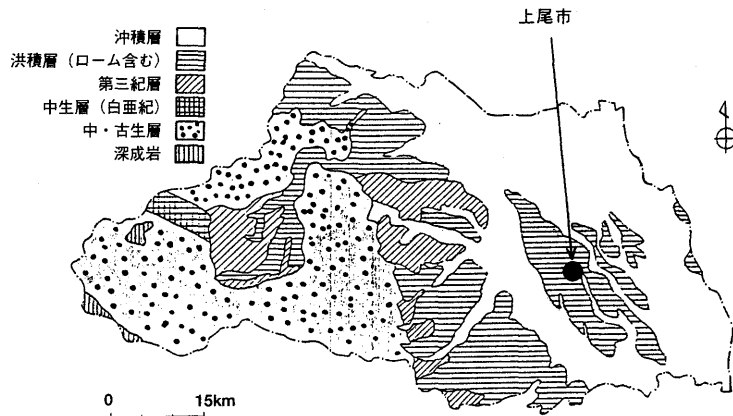 上尾市
沖積層
洪積層（ローム含む）
第三紀層
中生層（白亜紀）
中・古生層
深成岩
0 15km